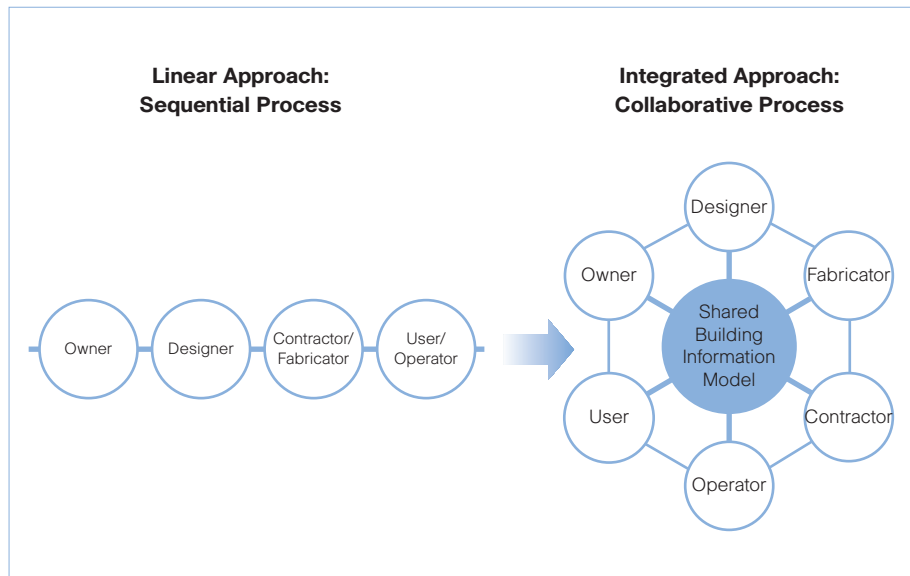 Linear Approach:
Sequential Process
Integrated Approach:
Collaborative Process
Owner
Designer
Contractor/
Fabricator
User/
Operator
Designer
Owner
Fabricator
Shared
Building
Information
Model
User
Contractor
Operator